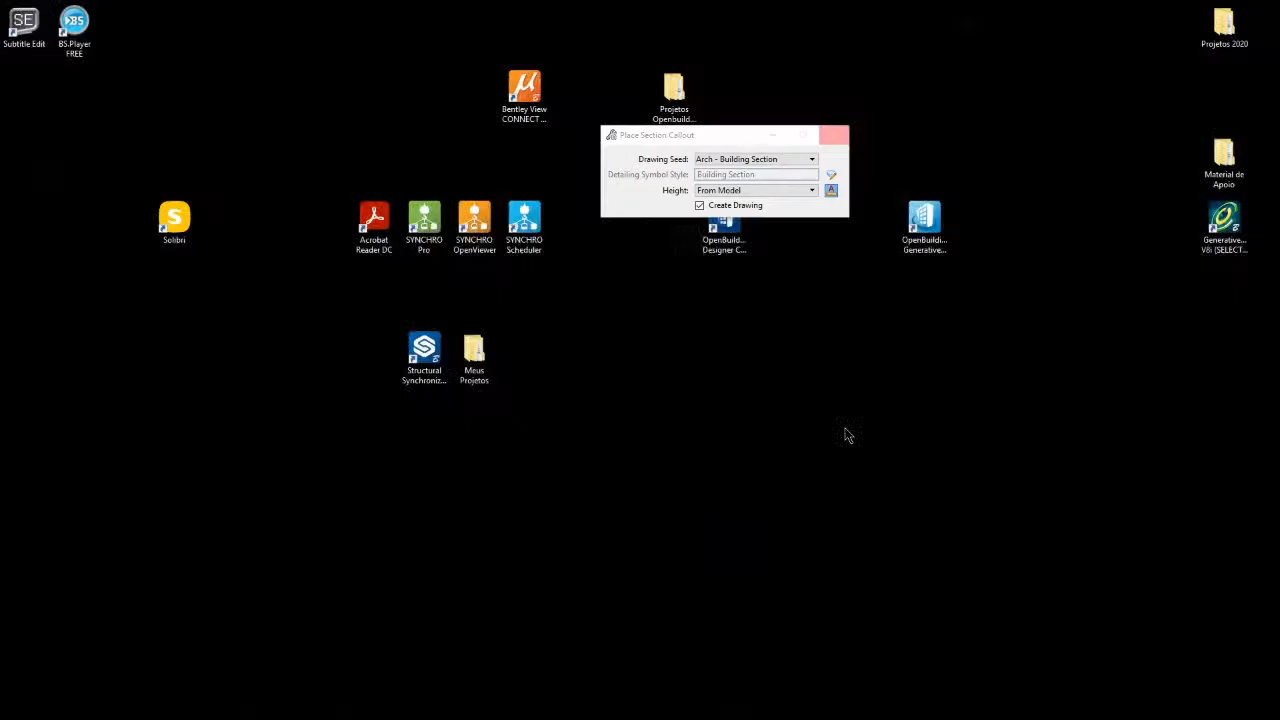 Subtitle Edit
BS.Player
FREE
Projetos 2020
Bentley View
CONNECT ...
Projetos
Openbuild...
Place Section Callout
Drawing Seed: Arch - Building Section
Detailing Symbol Style: Building Section
Height: From Model
Create Drawing
Material de
Apoio
Solibri
Acrobat
Reader DC
SYNCHRO
Pro
SYNCHRO
OpenViewer
SYNCHRO
Scheduler
OpenBuild...
Designer C...
OpenBuildi...
Generative...
Generative...
V8i (SELECT...
Structural
Synchroniz...
Meus
Projetos